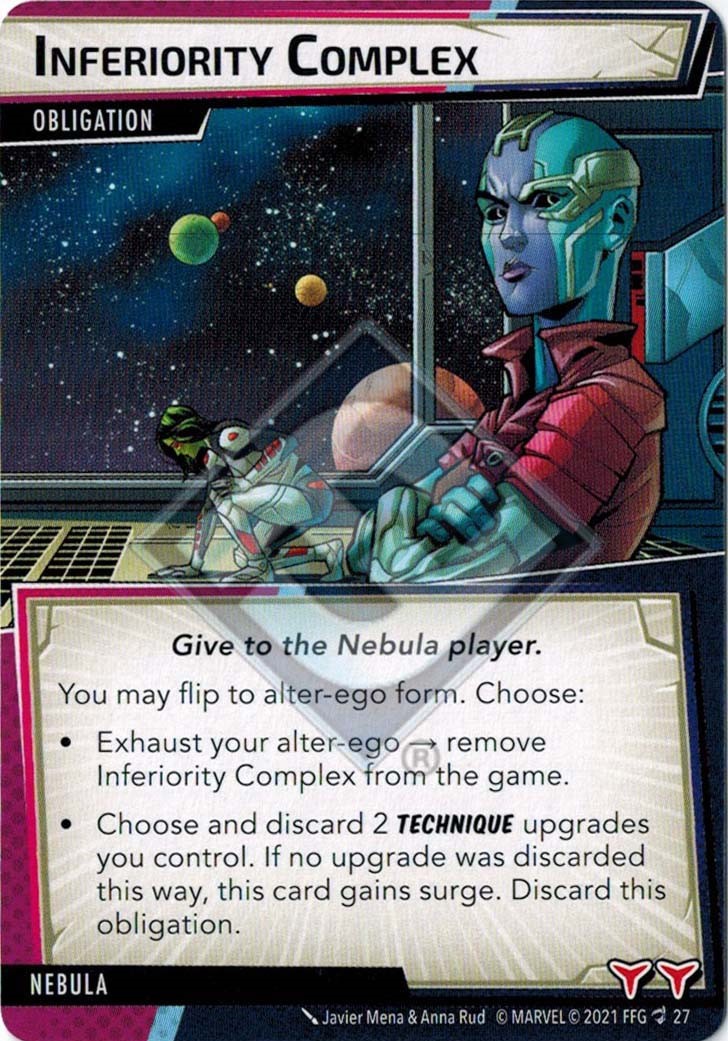 INFERIORITY COMPLEX
OBLIGATION
Give to the Nebula player.
You may flip to alter-ego form. Choose:
• Exhaust your alter-ego → remove
Inferiority Complex from the game.
• Choose and discard 2 TECHNIQUE upgrades
you control. If no upgrade was discarded
this way, this card gains surge. Discard this
obligation.
NEBULA
Javier Mena & Anna Rud © MARVEL © 2021 FFG 27
®